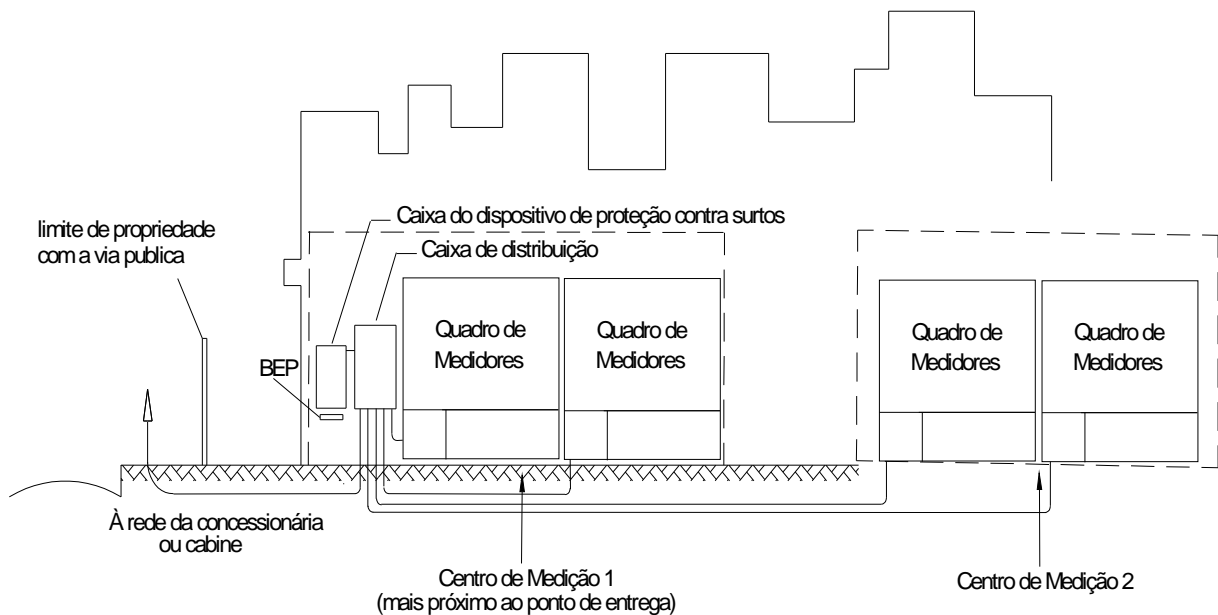 limite de propriedade
com a via publica
Caixa do dispositivo de proteção contra surtos
Caixa de distribuição
BEP
Quadro de
Medidores
Quadro de
Medidores
Quadro de
Medidores
Quadro de
Medidores
À rede da concessionária
ou cabine
Centro de Medição 1
(mais próximo ao ponto de entrega)
Centro de Medição 2